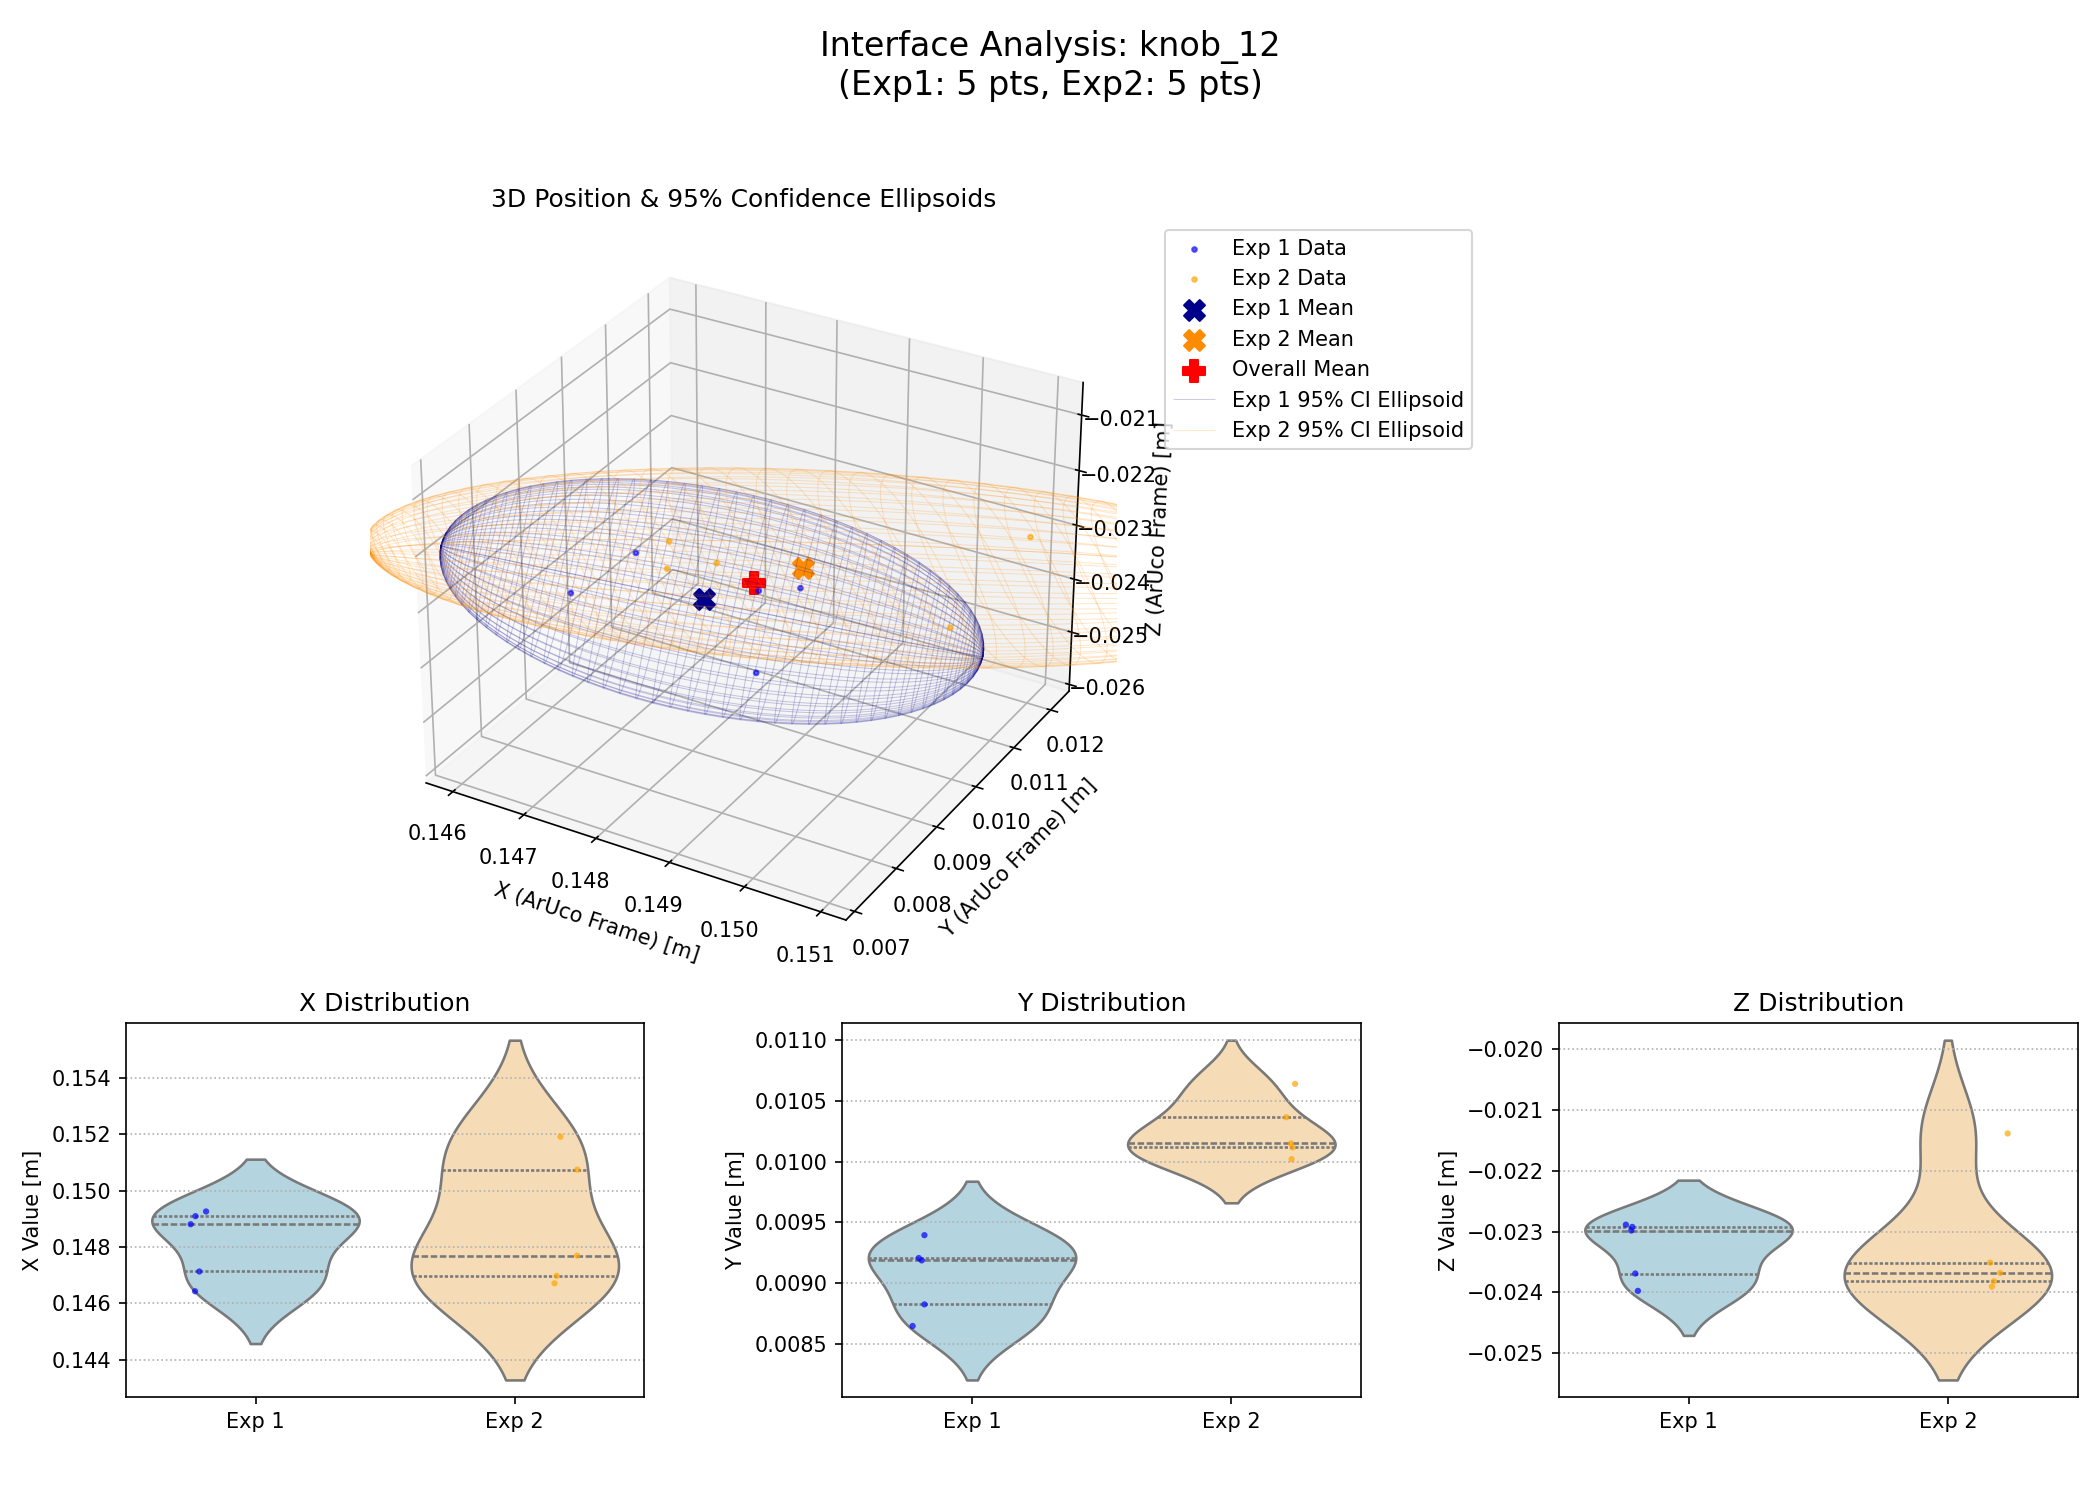 Interface Analysis: knob_12
(Exp1: 5 pts, Exp2: 5 pts)
3D Position & 95% Confidence Ellipsoids
Exp 1 Data
Exp 2 Data
Exp 1 Mean
Exp 2 Mean
Overall Mean
Exp 1 95% CI Ellipsoid
Exp 2 95% CI Ellipsoid
−0.021
−0.022
−0.023
−0.024
−0.025
−0.026
Z (ArUco Frame) [m]
0.012
0.011
0.010
0.009
0.008
0.007
Y (ArUco Frame) [m]
0.146
0.147
0.148
0.149
0.150
0.151
X (ArUco Frame) [m]
X Distribution
0.154
0.152
0.150
0.148
0.146
0.144
X Value [m]
Exp 1
Exp 2
Y Distribution
0.0110
0.0105
0.0100
0.0095
0.0090
0.0085
Y Value [m]
Exp 1
Exp 2
Z Distribution
−0.020
−0.021
−0.022
−0.023
−0.024
−0.025
Z Value [m]
Exp 1
Exp 2